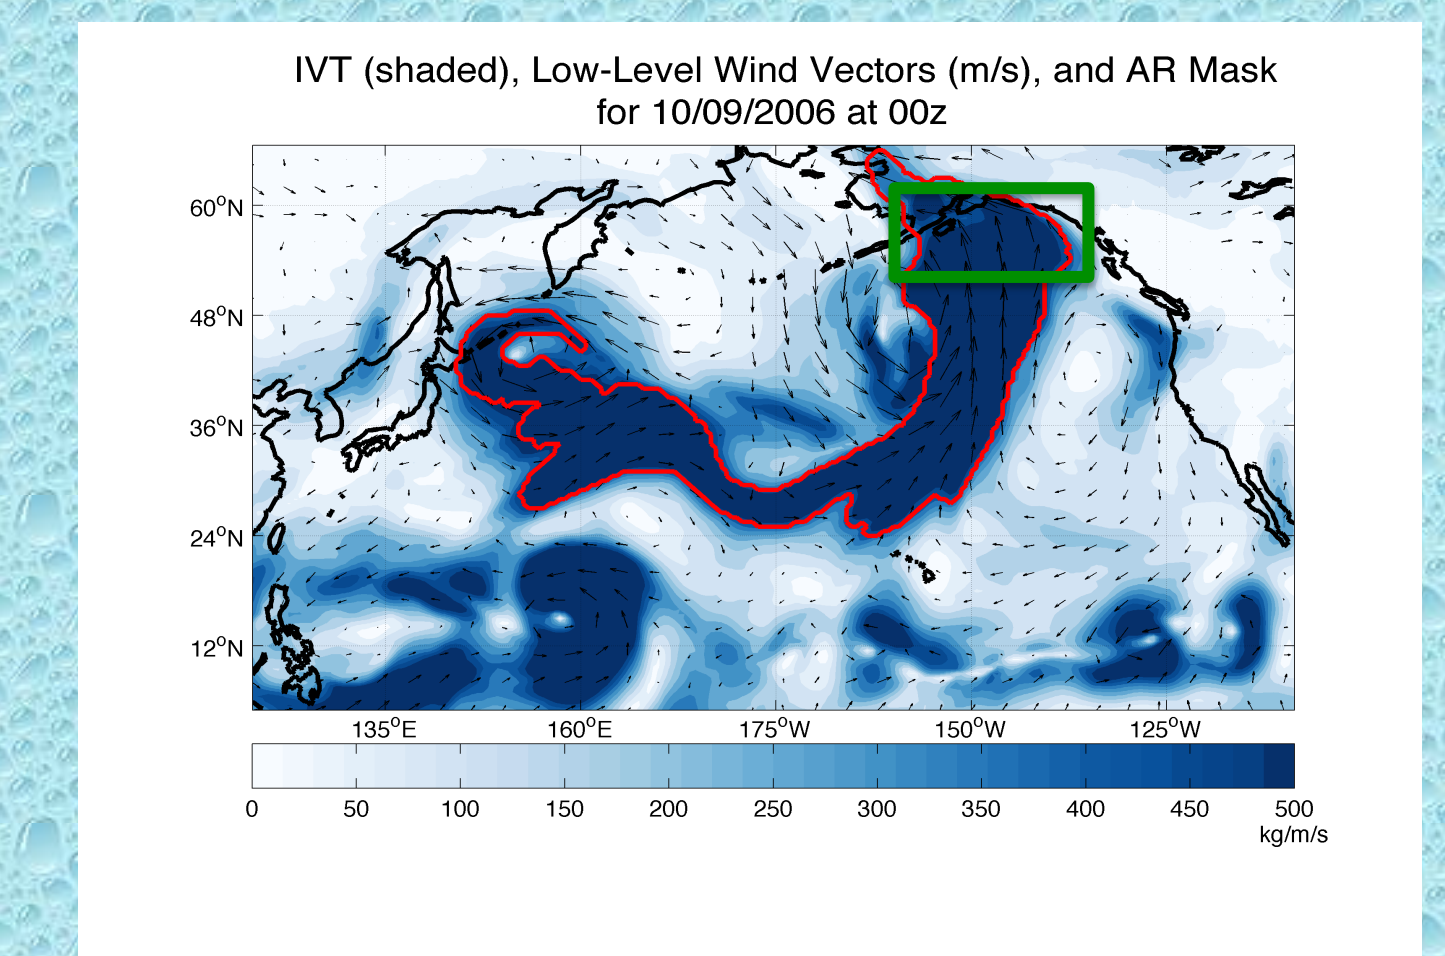 IVT (shaded), Low-Level Wind Vectors (m/s), and AR Mask
for 10/09/2006 at 00z
60°N
48°N
36°N
24°N
12°N
135°E 160°E 175°W 150°W 125°W
0 50 100 150 200 250 300 350 400 450 500
kg/m/s